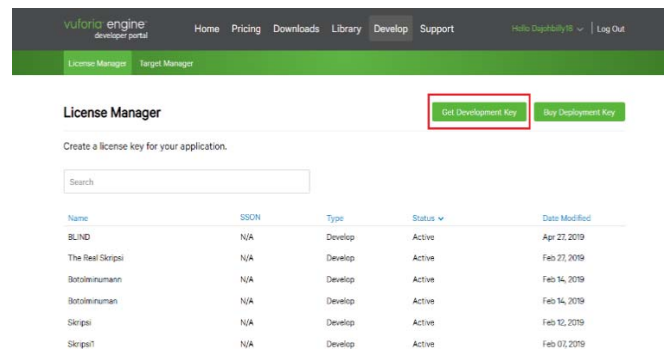 vuforia engine
developer portal
Home Pricing Downloads Library Develop Support
Hello Dajohbilly18 Log Out
License Manager Target Manager
License Manager
Get Development Key
Buy Deployment Key
Create a license key for your application.
Search
Name SSON Type Status Date Modified
BLIND N/A Develop Active Apr 27, 2019
The Real Skripsi N/A Develop Active Feb 27, 2019
Botolminumann N/A Develop Active Feb 14, 2019
Botolminuman N/A Develop Active Feb 14, 2019
Skripsi N/A Develop Active Feb 12, 2019
Skripsi1 N/A Develop Active Feb 07, 2019